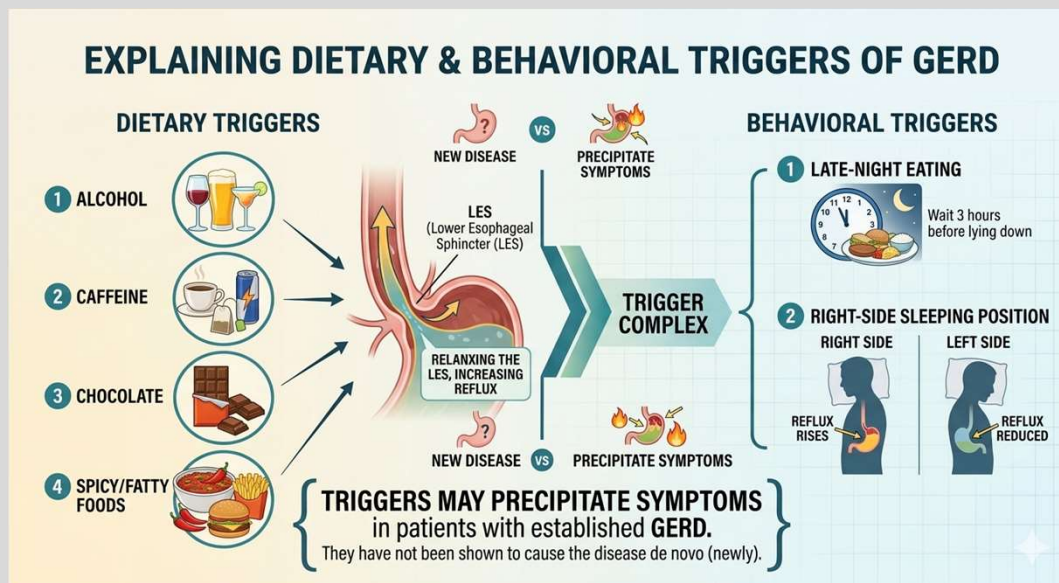 EXPLAINING DIETARY & BEHAVIORAL TRIGGERS OF GERD
DIETARY TRIGGERS
1 ALCOHOL
2 CAFFEINE
3 CHOCOLATE
4 SPICY/FATTY
FOODS
?
NEW DISEASE
VS
PRECIPITATE
SYMPTOMS
LES
(Lower Esophageal
Sphincter (LES)
RELANXING THE
LES, INCREASING
REFLUX
?
NEW DISEASE
VS
PRECIPITATE SYMPTOMS
TRIGGER
COMPLEX
BEHAVIORAL TRIGGERS
1 LATE-NIGHT EATING
Wait 3 hours
before lying down
2 RIGHT-SIDE SLEEPING POSITION
RIGHT SIDE
REFLUX
RISES
LEFT SIDE
REFLUX
REDUCED
TRIGGERS MAY PRECIPITATE SYMPTOMS
in patients with established GERD.
They have not been shown to cause the disease de novo (newly).